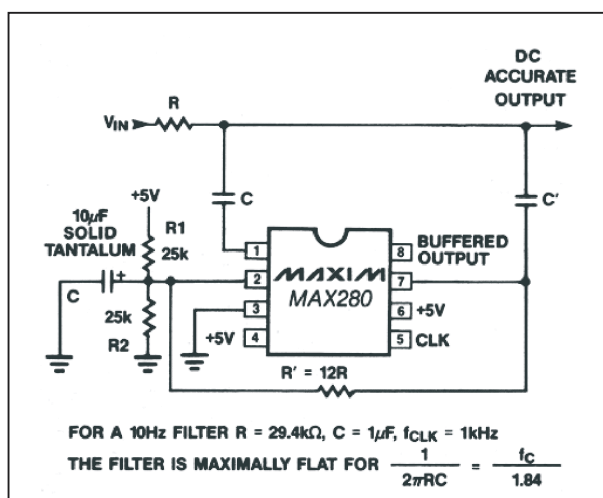 DC
ACCURATE
OUTPUT
R
VIN
C
C'
+5V
10µF
SOLID
TANTALUM
R1
25k
+
C
25k
R2
1
2
3
4
+5V
MAXIM
MAX280
8
BUFFERED
OUTPUT
7
6
+5V
5
CLK
R' = 12R
FOR A 10Hz FILTER R = 29.4kΩ, C = 1µF, fCLK = 1kHz
THE FILTER IS MAXIMALLY FLAT FOR 1/2πRC = fC/1.84